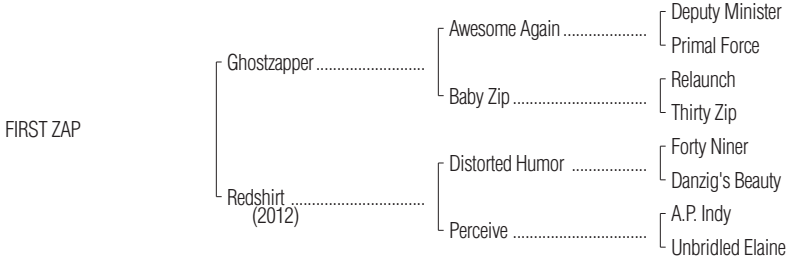 Deputy Minister
Awesome Again
Primal Force
Ghostzapper
Relaunch
Baby Zip
Thirty Zip
FIRST ZAP
Forty Niner
Distorted Humor
Danzig's Beauty
Redshirt
(2012)
A.P. Indy
Perceive
Unbridled Elaine